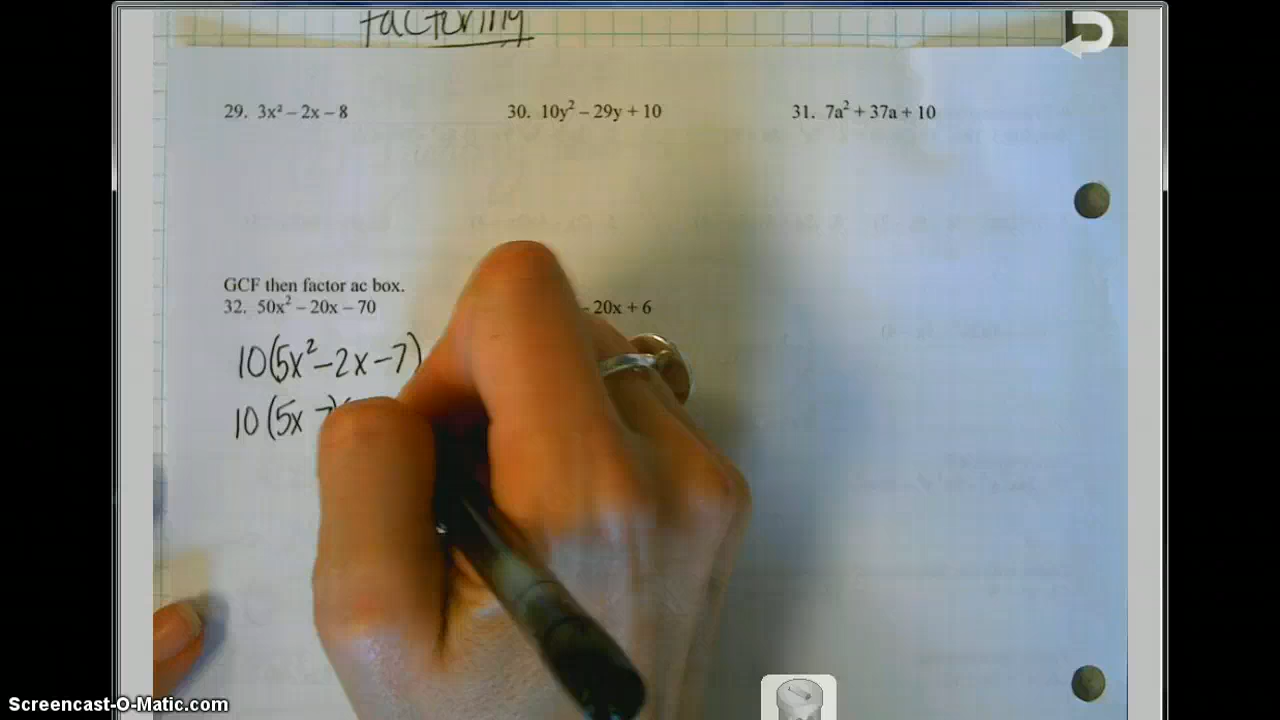 factoring
29. 3x² – 2x – 8
30. 10y² – 29y + 10
31. 7a² + 37a + 10
GCF then factor ac box.
32. 50x² – 20x – 70
– 20x + 6
10(5x²–2x–7)
10(5x 7)(
Screencast-O-Matic.com